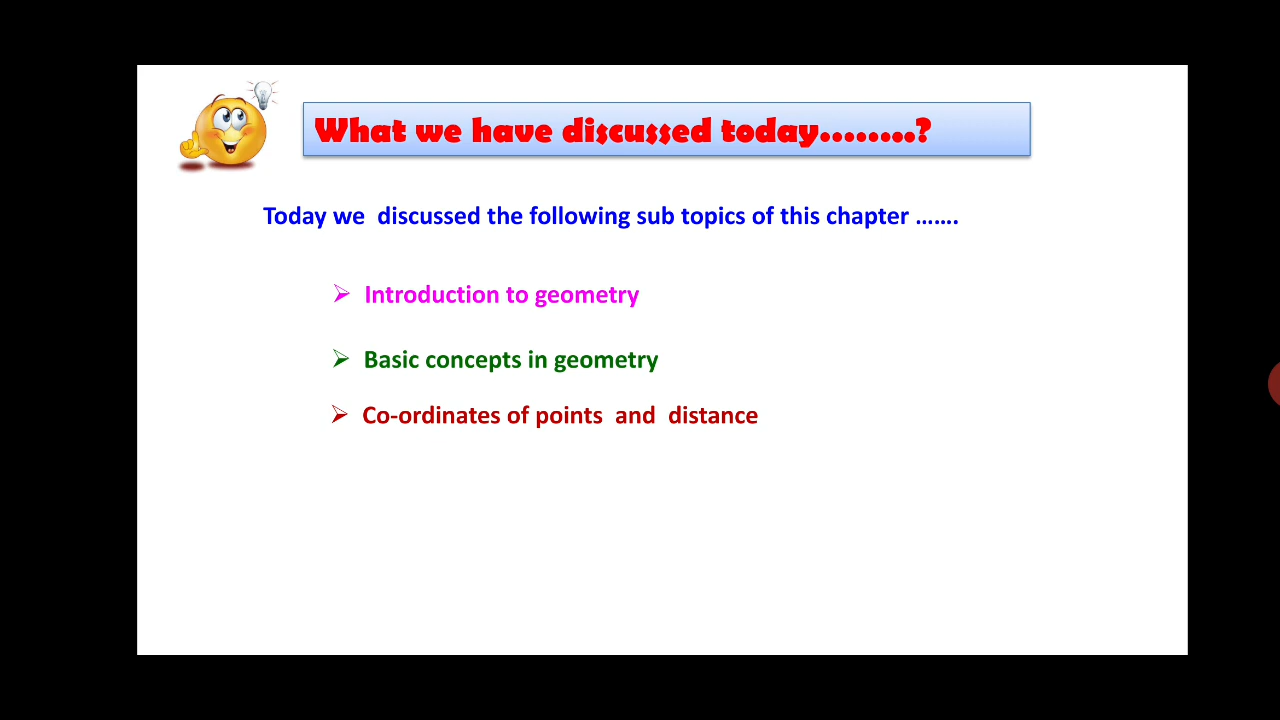 What we have discussed today........?
Today we discussed the following sub topics of this chapter .......
➢ Introduction to geometry
➢ Basic concepts in geometry
➢ Co-ordinates of points and distance